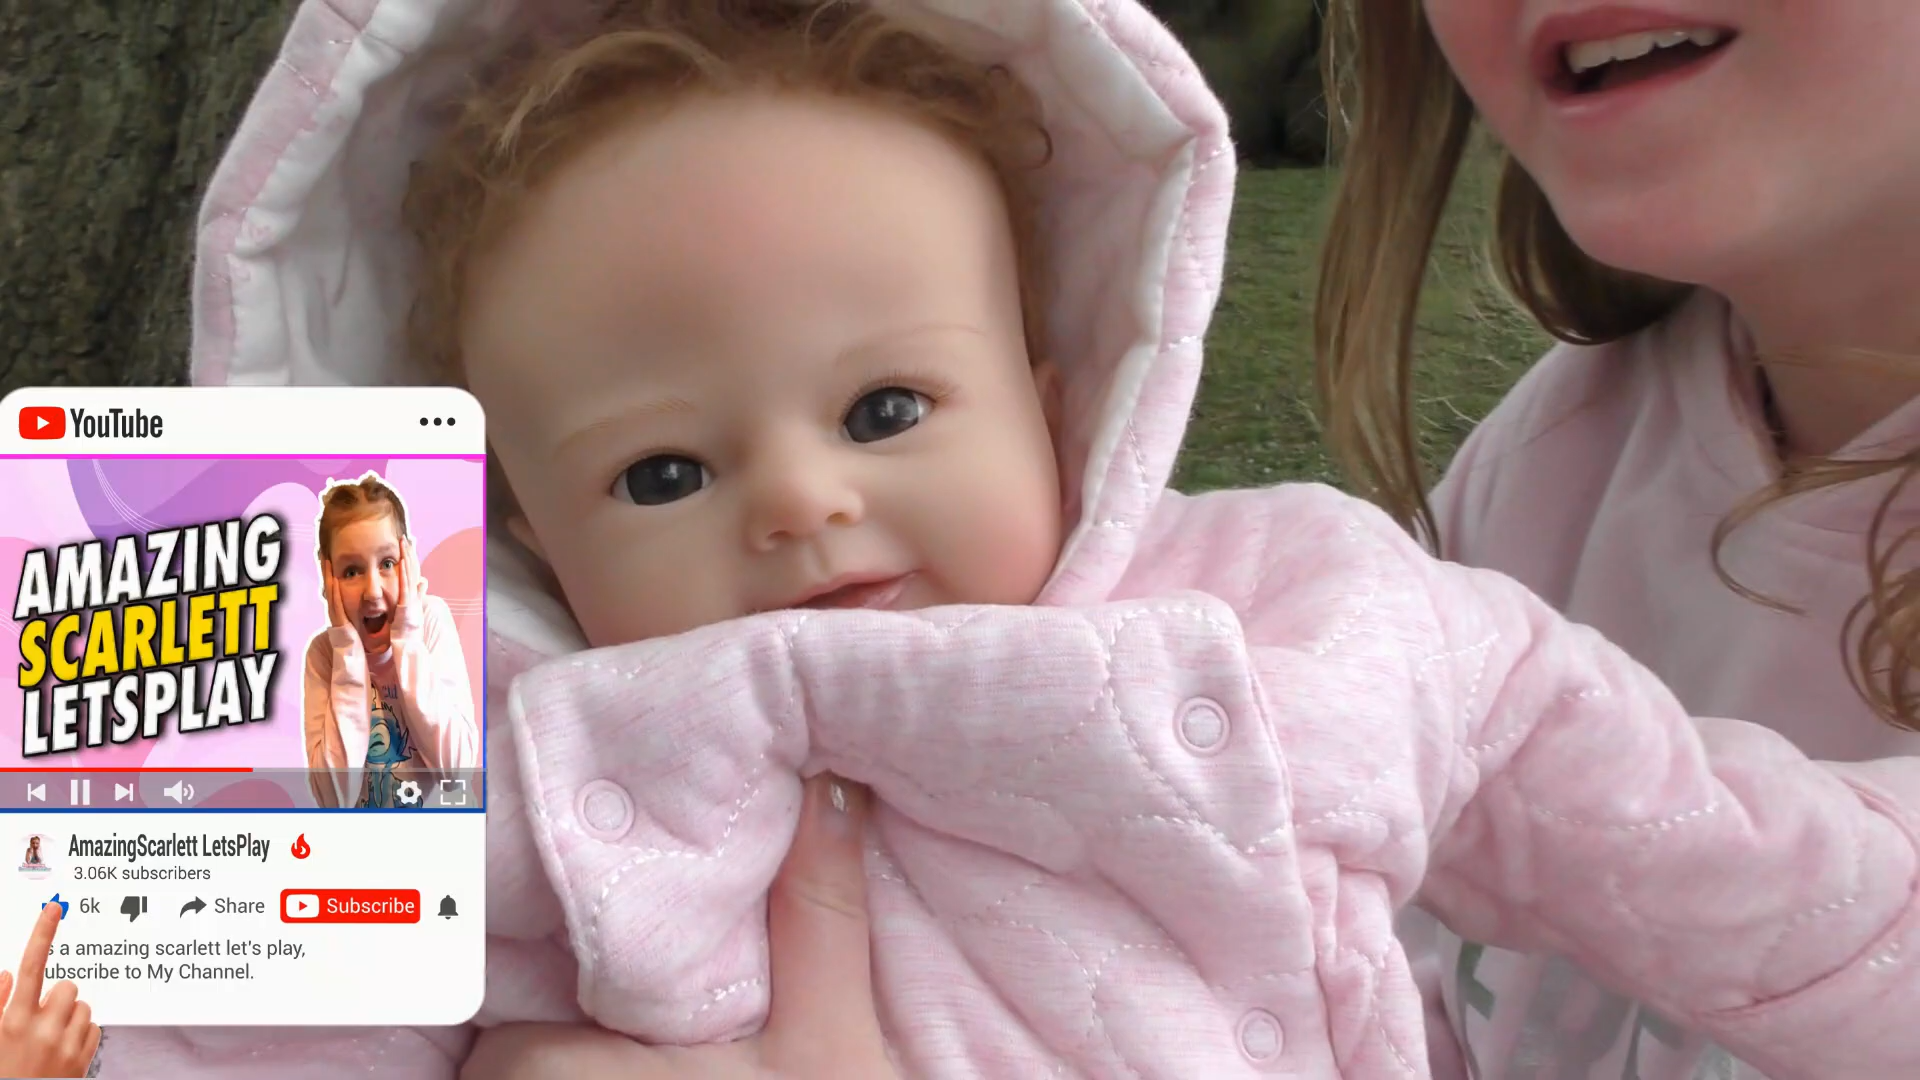 YouTube
AMAZING
SCARLETT
LETSPLAY
AmazingScarlett LetsPlay
3.06K subscribers
6k
Share
Subscribe
s a amazing scarlett let's play,
ubscribe to My Channel.